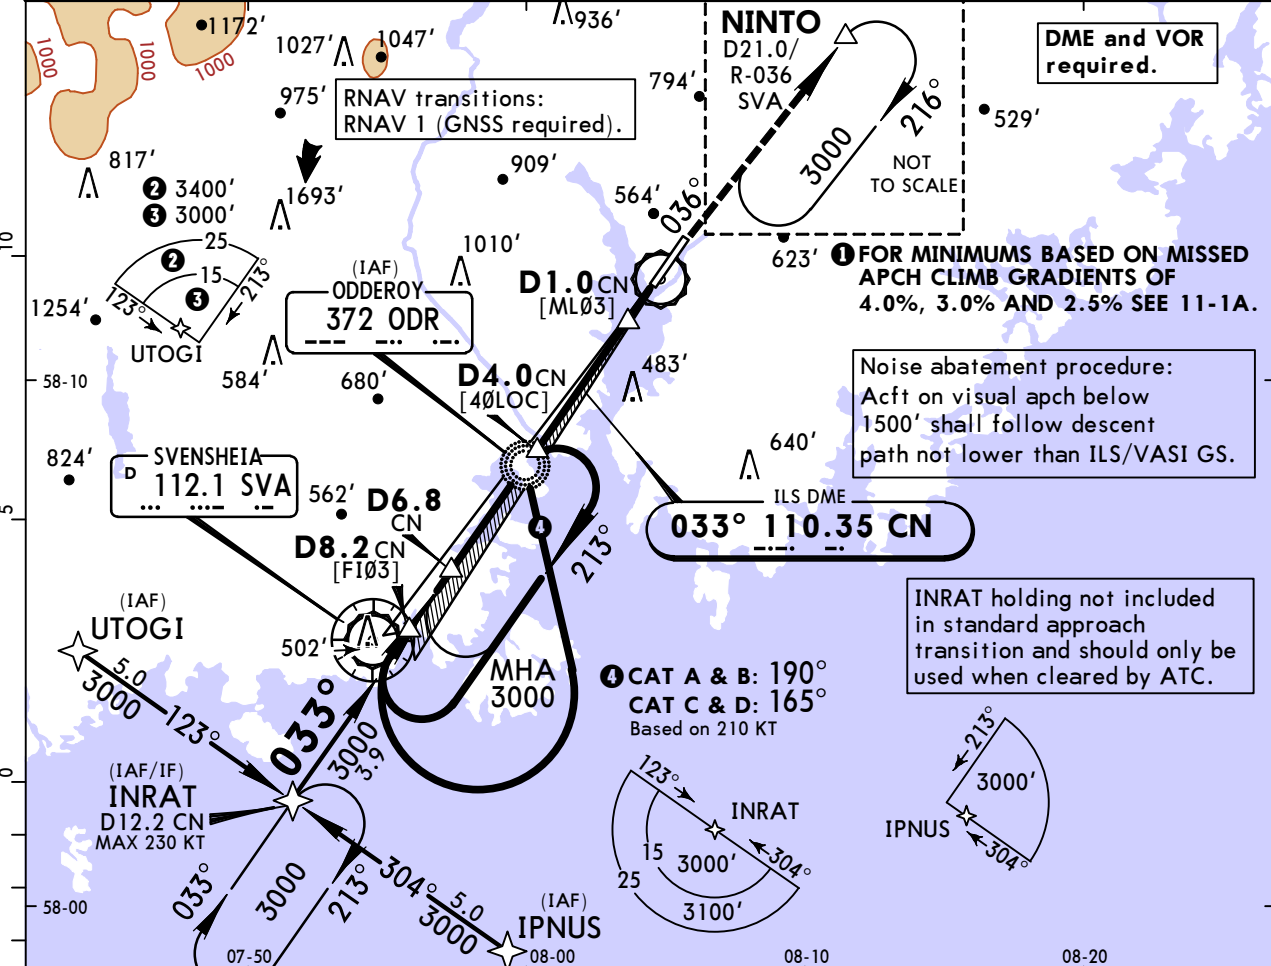 1172'
1000
1000
1000
1027'
1047'
936'
NINTO
D21.0/
R-036
SVA
216°
3000
NOT
TO SCALE
DME and VOR
required.
975'
RNAV transitions:
RNAV 1 (GNSS required).
794'
529'
817'
909'
564'
036°
1693'
2 3400'
3 3000'
25
2
15
3
123°
213°
UTOGI
10
1010'
623'
1 FOR MINIMUMS BASED ON MISSED
APCH CLIMB GRADIENTS OF
4.0%, 3.0% AND 2.5% SEE 11-1A.
(IAF)
ODDEROY
372 ODR
D1.0 CN
[MLØ3]
1254'
584'
58-10
680'
483'
D4.0 CN
[4ØLOC]
Noise abatement procedure:
Acft on visual apch below
1500' shall follow descent
path not lower than ILS/VASI GS.
824'
SVENSHEIA
D 112.1 SVA
562'
640'
5
D6.8
CN
D8.2 CN
[FIØ3]
4
213°
ILS DME
033° 110.35 CN
INRAT holding not included
in standard approach
transition and should only be
used when cleared by ATC.
(IAF)
UTOGI
502'
5.0
3000
123°
033°
3000
3.9
MHA
3000
4 CAT A & B: 190°
CAT C & D: 165°
Based on 210 KT
0
(IAF/IF)
INRAT
D12.2 CN
MAX 230 KT
123°
INRAT
15
3000'
304°
25
3100'
213°
3000'
IPNUS
304°
033°
3000
213°
304°
5.0
3000
(IAF)
IPNUS
58-00
07-50
08-00
08-10
08-20